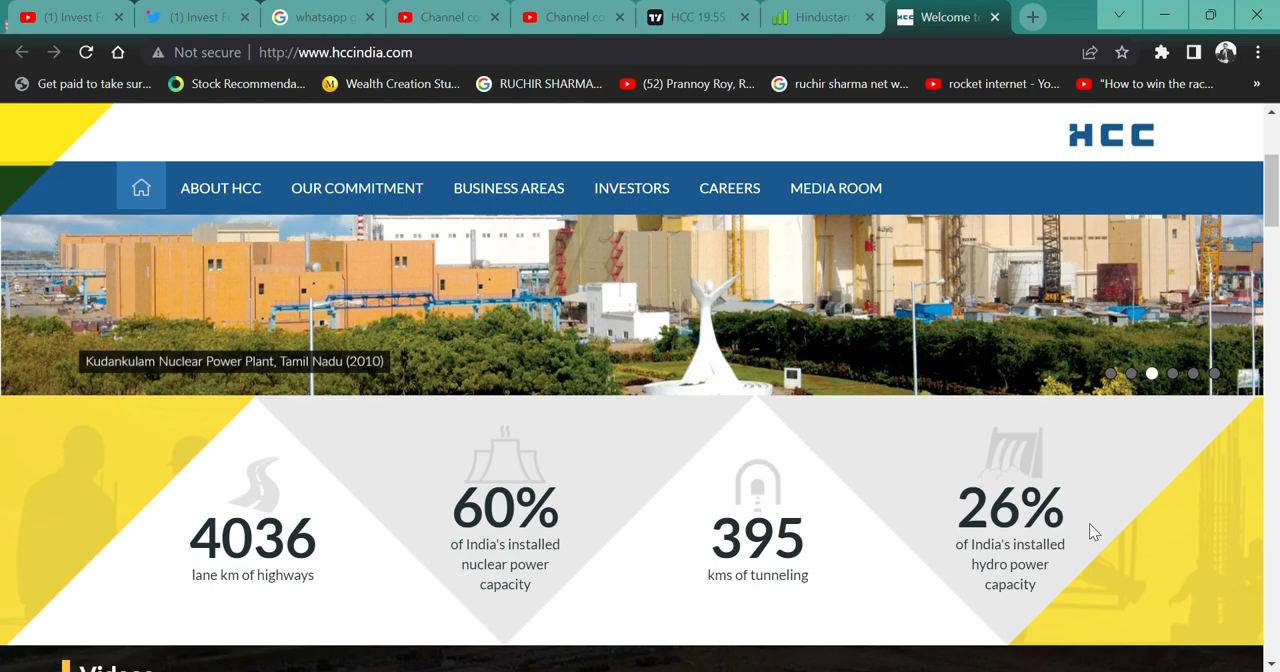 (1) Invest F
(1) Invest F
whatsapp g
Channel co
Channel co
HCC 19.55
Hindustan
Welcome to
Not secure
http://www.hccindia.com
Get paid to take sur...
Stock Recommenda...
Wealth Creation Stu...
RUCHIR SHARMA...
(52) Prannoy Roy, R...
ruchir sharma net w...
rocket internet - Yo...
"How to win the rac...
»
HCC
ABOUT HCC
OUR COMMITMENT
BUSINESS AREAS
INVESTORS
CAREERS
MEDIA ROOM
Kudankulam Nuclear Power Plant, Tamil Nadu (2010)
4036
lane km of highways
60%
of India's installed
nuclear power
capacity
395
kms of tunneling
26%
of India's installed
hydro power
capacity
Videos